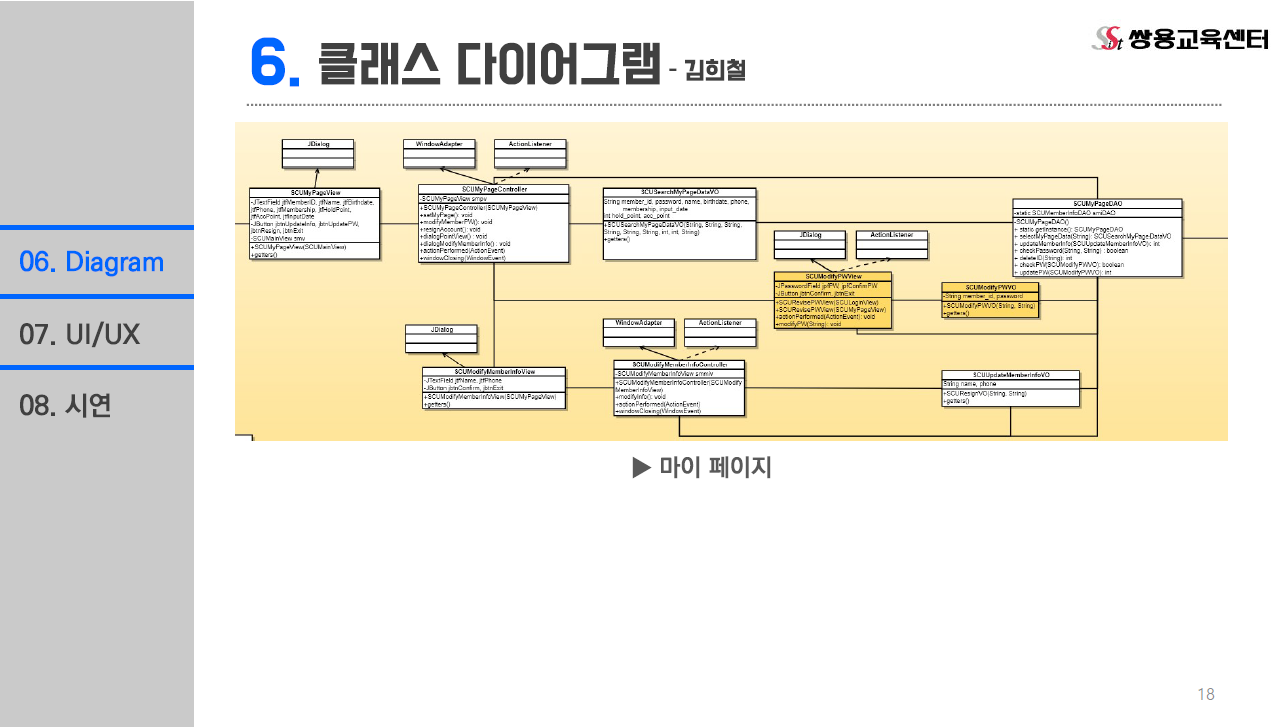 6. 클래스 다이어그램 - 김희철
Sist 쌍용교육센터
06. Diagram
07. UI/UX
08. 시연
JDialog
WindowAdapter
ActionListener
SCUMyPageView
-JTextField jtfMemberID, jtfName, jtfBirthdate,
jtfPhone, jtfMembership, jtfHoldPoint,
jtfAccPoint, jtfInputDate
-JButton jbtnUpdateInfo, jbtnUpdatePW,
jbtnResign, jbtnExit
-SCUMainView smv
+SCUMyPageView(SCUMainView)
+getters()
SCUMyPageController
-SCUMyPageView smpv
+SCUMyPageController(SCUMyPageView)
+setMyPage(): void
+modifyMemberPW(): void
+resignAccount(): void
+dialogPointView() : void
+dialogModifyMemberInfo() : void
+actionPerformed(ActionEvent)
+windowClosing(WindowEvent)
SCUSearchMyPageDataVO
String member_id, password, name, birthdate, phone,
membership, input_date
int hold_point, acc_point
+SCUSearchMyPageDataVO(String, String, String,
String, String, String, int, int, String)
+getters()
SCUMyPageDAO
-static SCUMemberInfoDAO smiDAO
-SCUMyPageDAO()
+ static getInstance(): SCUMyPageDAO
+ selectMyPageData(String): SCUSearchMyPageDataVO
+ updateMemberInfo(SCUUpdateMemberInfoVO): int
+ checkPassword(String, String) : boolean
+ deleteID(String): int
+ checkPW(SCUModifyPWVO): boolean
+ updatePW(SCUModifyPWVO): int
JDialog
ActionListener
SCUModifyPWView
-JPasswordField jpfPW, jpfConfirmPW
-JButton jbtnConfirm, jbtnExit
+SCURevisePWView(SCULoginView)
+SCURevisePWView(SCUMyPageView)
+actionPerformed(ActionEvent): void
+modifyPW(String): void
SCUModifyPWVO
-String member_id, password
+SCUModifyPWVO(String, String)
+getters()
JDialog
WindowAdapter
ActionListener
SCUModifyMemberInfoView
-JTextField jtfName, jtfPhone
-JButton jbtnConfirm, jbtnExit
+SCUModifyMemberInfoView(SCUMyPageView)
+getters()
SCUModifyMemberInfoController
-SCUModifyMemberInfoView smmiv
+SCUModifyMemberInfoController(SCUModify
MemberInfoView)
+modifyInfo(): void
+actionPerformed(ActionEvent)
+windowClosing(WindowEvent)
SCUUpdateMemberInfoVO
String name, phone
+SCUResignVO(String, String)
+getters()
▶ 마이 페이지
18